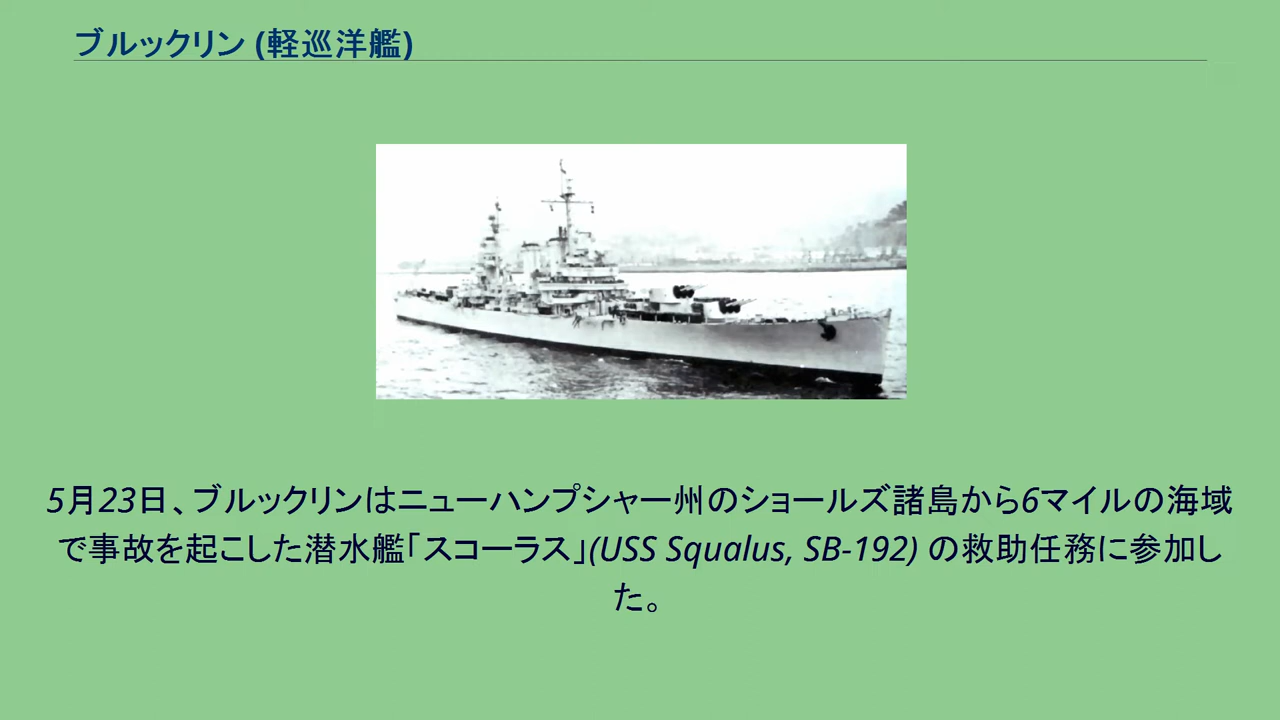 ブルックリン (軽巡洋艦)
5月23日、ブルックリンはニューハンプシャー州のショールズ諸島から6マイルの海域
で事故を起こした潜水艦「スコーラス」(USS Squalus, SB-192) の救助任務に参加し
た。